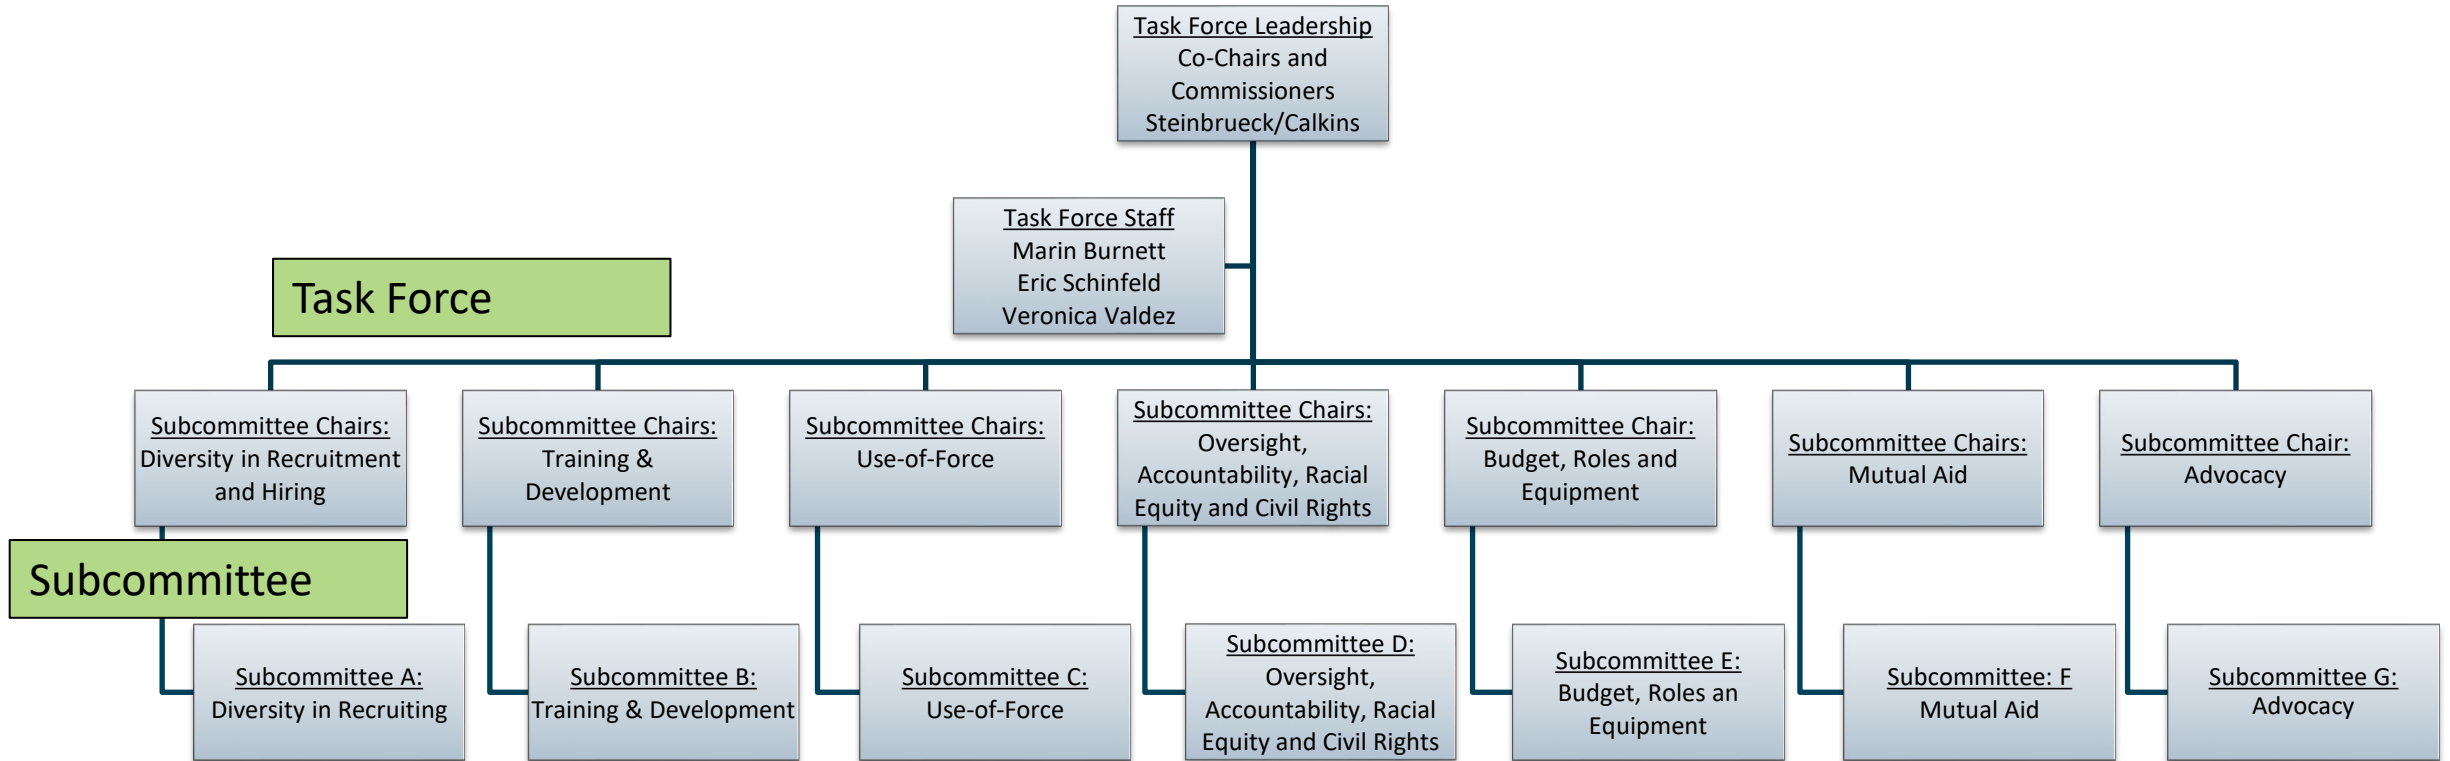 Task Force Leadership
Co-Chairs and
Commissioners
Steinbrueck/Calkins
Task Force Staff
Marin Burnett
Eric Schinfeld
Veronica Valdez
Task Force
Subcommittee Chairs:
Diversity in Recruitment
and Hiring
Subcommittee Chairs:
Training &
Development
Subcommittee Chairs:
Use-of-Force
Subcommittee Chairs:
Oversight,
Accountability, Racial
Equity and Civil Rights
Subcommittee Chair:
Budget, Roles and
Equipment
Subcommittee Chairs:
Mutual Aid
Subcommittee Chair:
Advocacy
Subcommittee
Subcommittee A:
Diversity in Recruiting
Subcommittee B:
Training & Development
Subcommittee C:
Use-of-Force
Subcommittee D:
Oversight,
Accountability, Racial
Equity and Civil Rights
Subcommittee E:
Budget, Roles an
Equipment
Subcommittee: F
Mutual Aid
Subcommittee G:
Advocacy